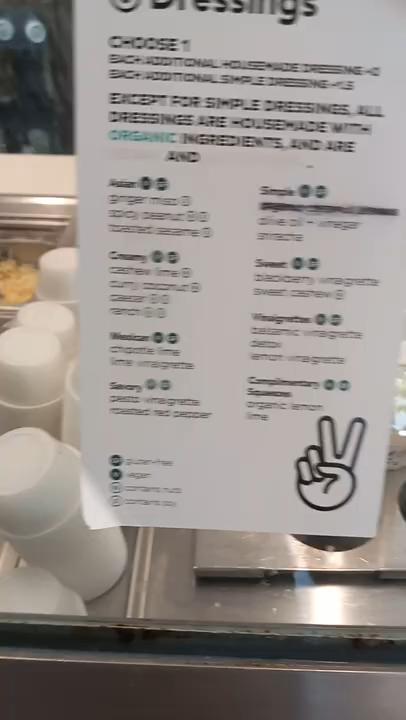 Dressings
CHOOSE 1
EACH ADDITIONAL HOUSEMADE DRESSING +2
EACH ADDITIONAL SIMPLE DRESSING +1.5
EXCEPT FOR SIMPLE DRESSINGS, ALL
DRESSINGS ARE HOUSEMADE WITH
ORGANIC INGREDIENTS, AND ARE
AND
Asian
ginger miso
spicy peanut
toasted sesame
Creamy
cashew lime
curry coconut
caesar
ranch
Mexican
chipotle lime
lime vinaigrette
Savory
pesto vinaigrette
roasted red pepper
Simple
olive oil + vinegar
sriracha
Sweet
blackberry vinaigrette
sweet cashew
Vinaigrettes
balsamic vinaigrette
detox
lemon vinaigrette
Complimentary
Squeezes
organic lemon
lime
gluten-free
vegan
contains nuts
contains soy